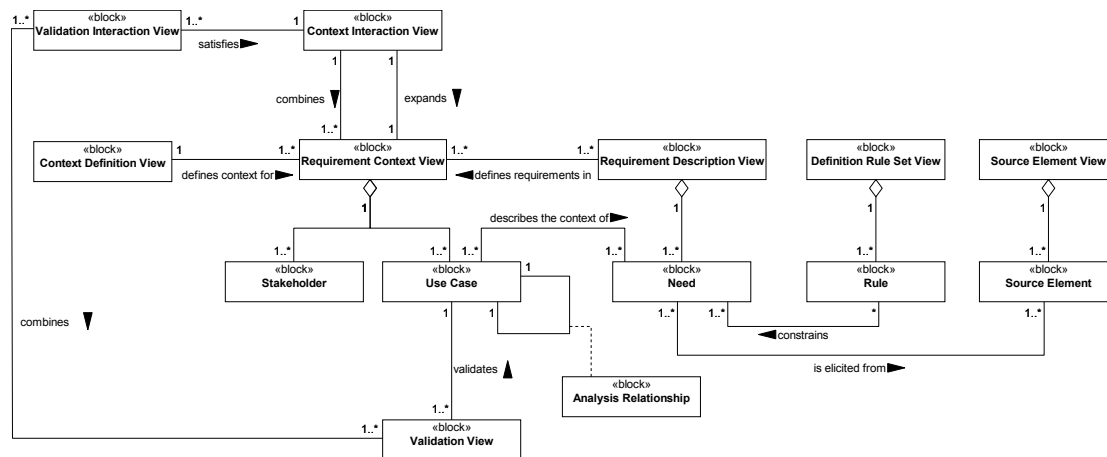 1..*
«block»
Validation Interaction View
1..*
1
«block»
Context Interaction View
satisfies
1
1
combines
expands
1..*
1
«block»
Context Definition View
1
1..*
«block»
Requirement Context View
1..*
1..*
«block»
Requirement Description View
«block»
Definition Rule Set View
«block»
Source Element View
defines context for
defines requirements in
1
1
1
1
describes the context of
1..*
1..*
1..*
1..*
1..*
1..*
1..*
«block»
Stakeholder
«block»
Use Case
1
«block»
Need
«block»
Rule
«block»
Source Element
1
1
1..*
1..*
*
1..*
combines
constrains
validates
is elicited from
«block»
Analysis Relationship
1..*
1..*
«block»
Validation View